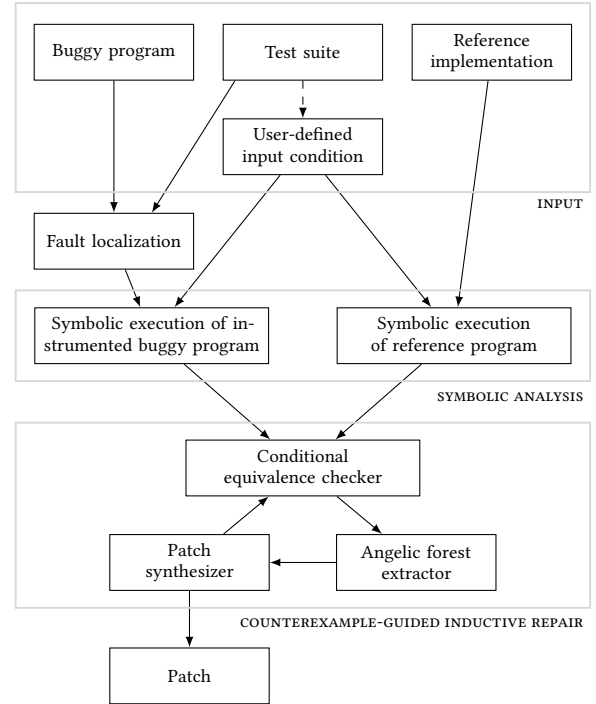 Buggy program
Test suite
Reference
implementation
User-defined
input condition
INPUT
Fault localization
Symbolic execution of in-
strumented buggy program
Symbolic execution
of reference program
SYMBOLIC ANALYSIS
Conditional
equivalence checker
Patch
synthesizer
Angelic forest
extractor
COUNTEREXAMPLE-GUIDED INDUCTIVE REPAIR
Patch